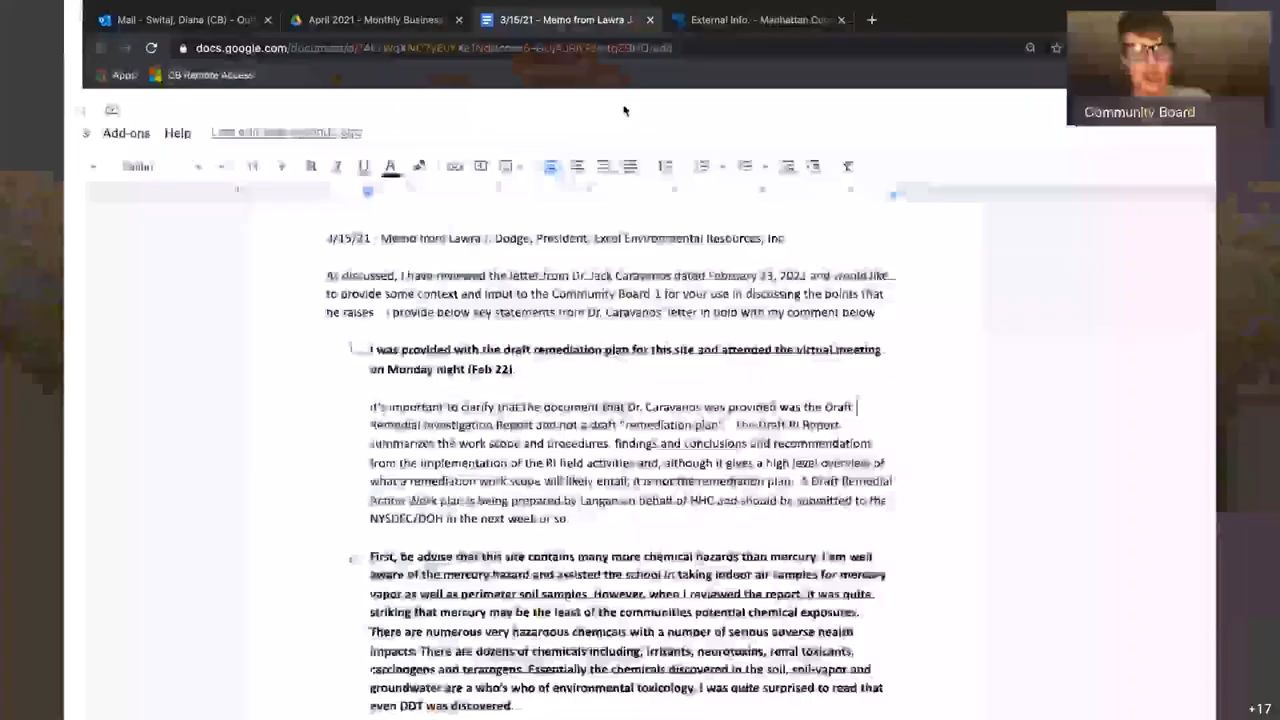 Mail - Switaj, Diana (CB) - Out
April 2021 - Monthly Business
3/15/21 - Memo from Lawra J.
External Info. - Manhattan Com
docs.google.com/document/d/
Apps
CB Remote Access
Community Board
Add-ons
Help
3/15/21 - Memo from Lawra J. Dodge, President, Excel Environmental Resources, Inc
As discussed, I have reviewed the letter from Dr. Jack Caravanos dated February 23, 2021 and would like
to provide some context and input to the Community Board 1 for your use in discussing the points that
he raises I provide below key statements from Dr. Caravanos' letter in bold with my comment below
I was provided with the draft remediation plan for this site and attended the virtual meeting
on Monday night (Feb 22).
It's important to clarify that the document that Dr. Caravanos was provided was the Draft
Remedial Investigation Report and not a draft "remediation plan". The Draft RI Report
summarizes the work scope and procedures, findings and conclusions and recommendations
from the implementation of the RI field activities and, although it gives a high level overview of
what a remediation work scope will likely entail, it is not the remediation plan. A Draft Remedial
Action Work plan is being prepared by Langan on behalf of HHC and should be submitted to the
NYSDEC/DOH in the next week or so.
First, be advise that this site contains many more chemical hazards than mercury. I am well
aware of the mercury hazard and assisted the school in taking indoor air samples for mercury
vapor as well as perimeter soil samples. However, when I reviewed the report, it was quite
striking that mercury may be the least of the communities potential chemical exposures.
There are numerous very hazardous chemicals with a number of serious adverse health
impacts. There are dozens of chemicals including, irritants, neurotoxins, renal toxicants,
carcinogens and teratogens. Essentially the chemicals discovered in the soil, soil-vapor and
groundwater are a who's who of environmental toxicology. I was quite surprised to read that
even DDT was discovered...
+17